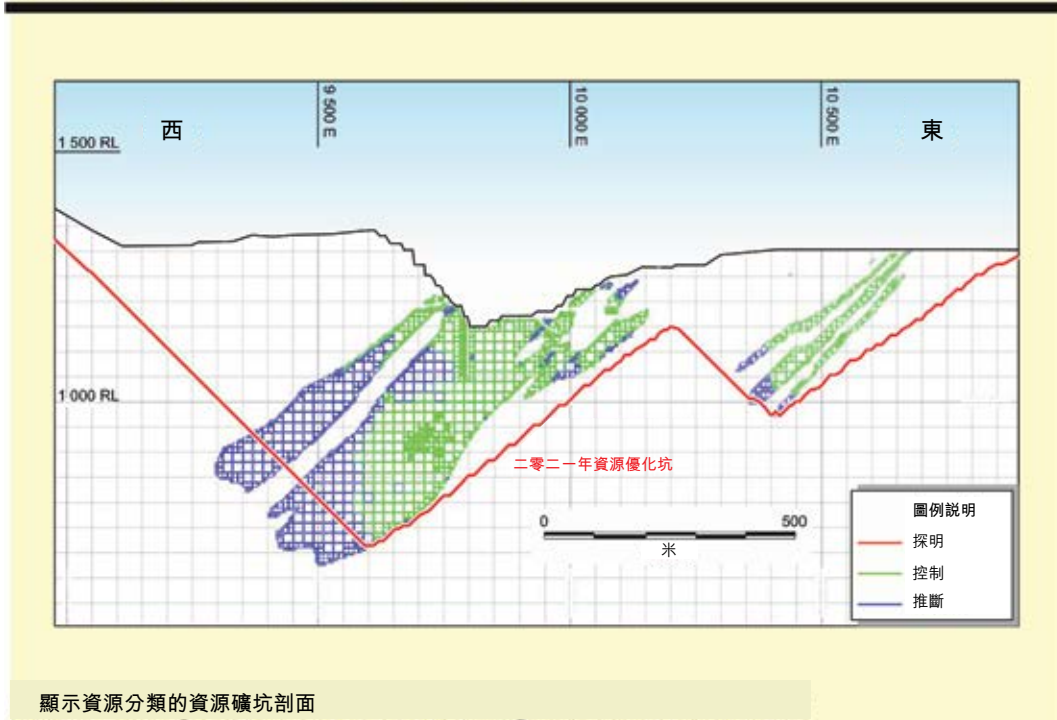 西
9 500 E
10 000 E
10 500 E
東
1 500 RL
1 000 RL
二零二一年資源優化坑
0
500
米
圖例説明
探明
控制
推斷
顯示資源分類的資源礦坑剖面